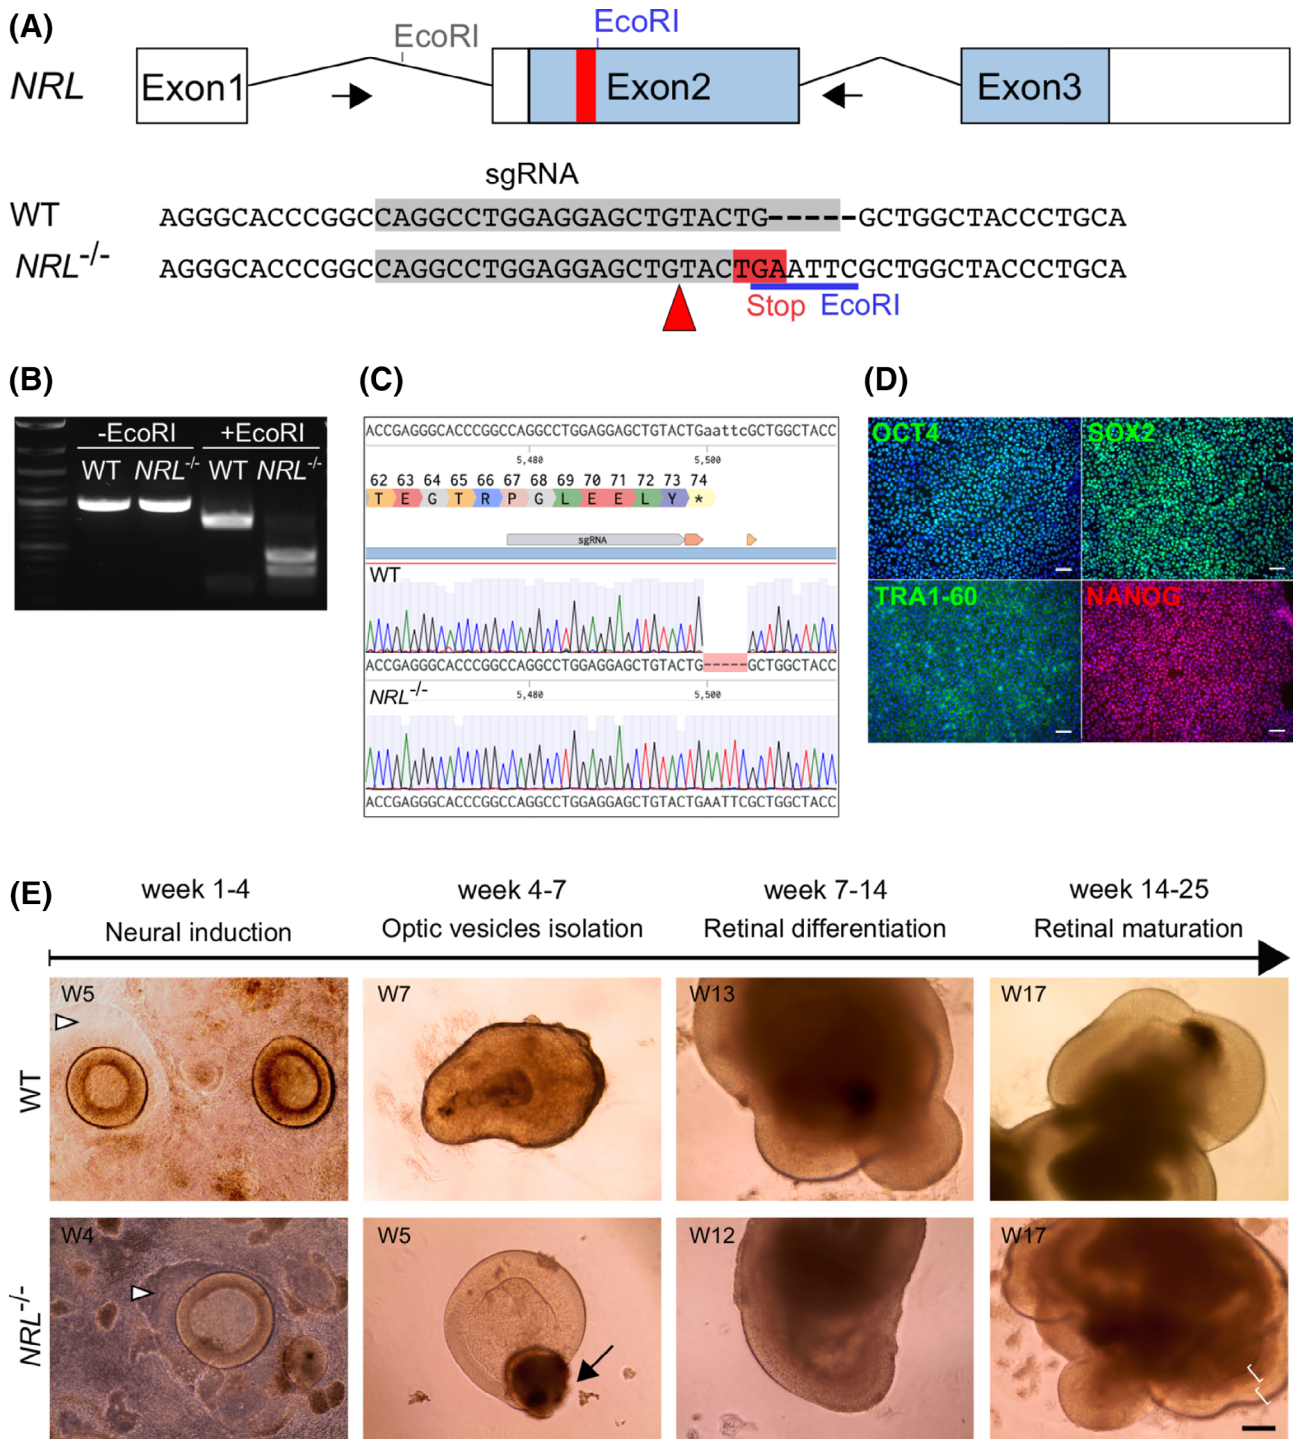 (A)
EcoRI
EcoRI
NRL
Exon1
Exon2
Exon3
sgRNA
WT AGGGCACCCGGCCAGGCCTGGAGGAGCTGTACTG-----GCTGGCTACCCTGCA
NRL-/- AGGGCACCCGGCCAGGCCTGGAGGAGCTGTACTGAATTCGCTGGCTACCCTGCA
Stop EcoRI
(B)
-EcoRI +EcoRI
WT NRL-/- WT NRL-/-
(C)
ACCGAGGGCACCCGGCCAGGCCTGGAGGAGCTGTACTGaattcGCTGGCTACC
5,480 5,500
62 63 64 65 66 67 68 69 70 71 72 73 74
T E G T R P G L E E L Y *
sgRNA
WT
ACCGAGGGCACCCGGCCAGGCCTGGAGGAGCTGTACTG-----GCTGGCTACC
5,480 5,500
NRL-/-
ACCGAGGGCACCCGGCCAGGCCTGGAGGAGCTGTACTGAATTCGCTGGCTACC
(D)
OCT4 SOX2
TRA1-60 NANOG
(E)
week 1-4 week 4-7 week 7-14 week 14-25
Neural induction Optic vesicles isolation Retinal differentiation Retinal maturation
WT
W5 W7 W13 W17
NRL-/-
W4 W5 W12 W17